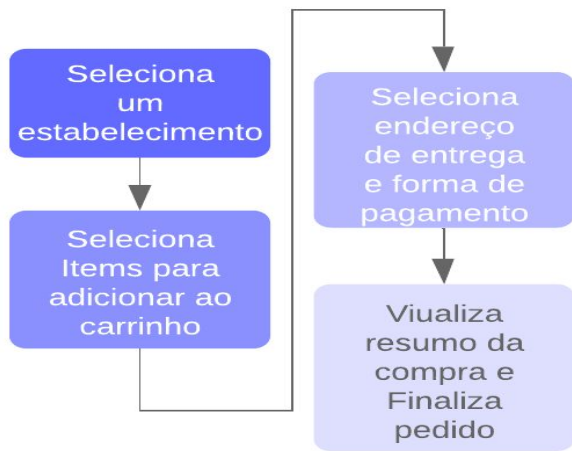 Seleciona
um
estabelecimento
Seleciona
Items para
adicionar ao
carrinho
Seleciona
endereço
de entrega
e forma de
pagamento
Viualiza
resumo da
compra e
Finaliza
pedido